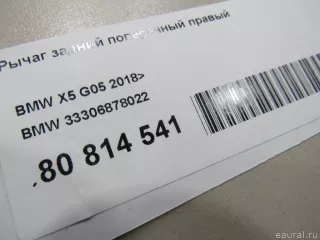 Рычаг задний поперечный правый
BMW X5 G05 2018>
BMW 33306878022
.80 814 541
eaural.ru/